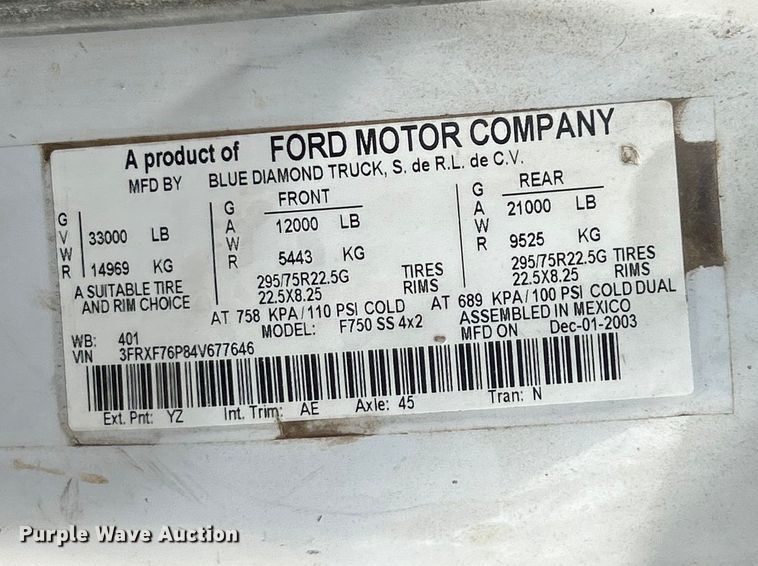 A product of FORD MOTOR COMPANY
MFD BY BLUE DIAMOND TRUCK, S. de R.L. de C.V.
GVWR 33000 LB
14969 KG
GAWR FRONT
12000 LB
5443 KG
GAWR REAR
21000 LB
9525 KG
A SUITABLE TIRE
AND RIM CHOICE
295/75R22.5G TIRES
22.5X8.25 RIMS
295/75R22.5G TIRES
22.5X8.25 RIMS
AT 758 KPA/110 PSI COLD
AT 689 KPA/100 PSI COLD DUAL
WB: 401
MODEL: F750 SS 4x2
ASSEMBLED IN MEXICO
VIN 3FRXF76P84V677646
MFD ON Dec-01-2003
Ext. Pnt: YZ Int. Trim: AE Axle: 45 Tran: N
Purple Wave Auction